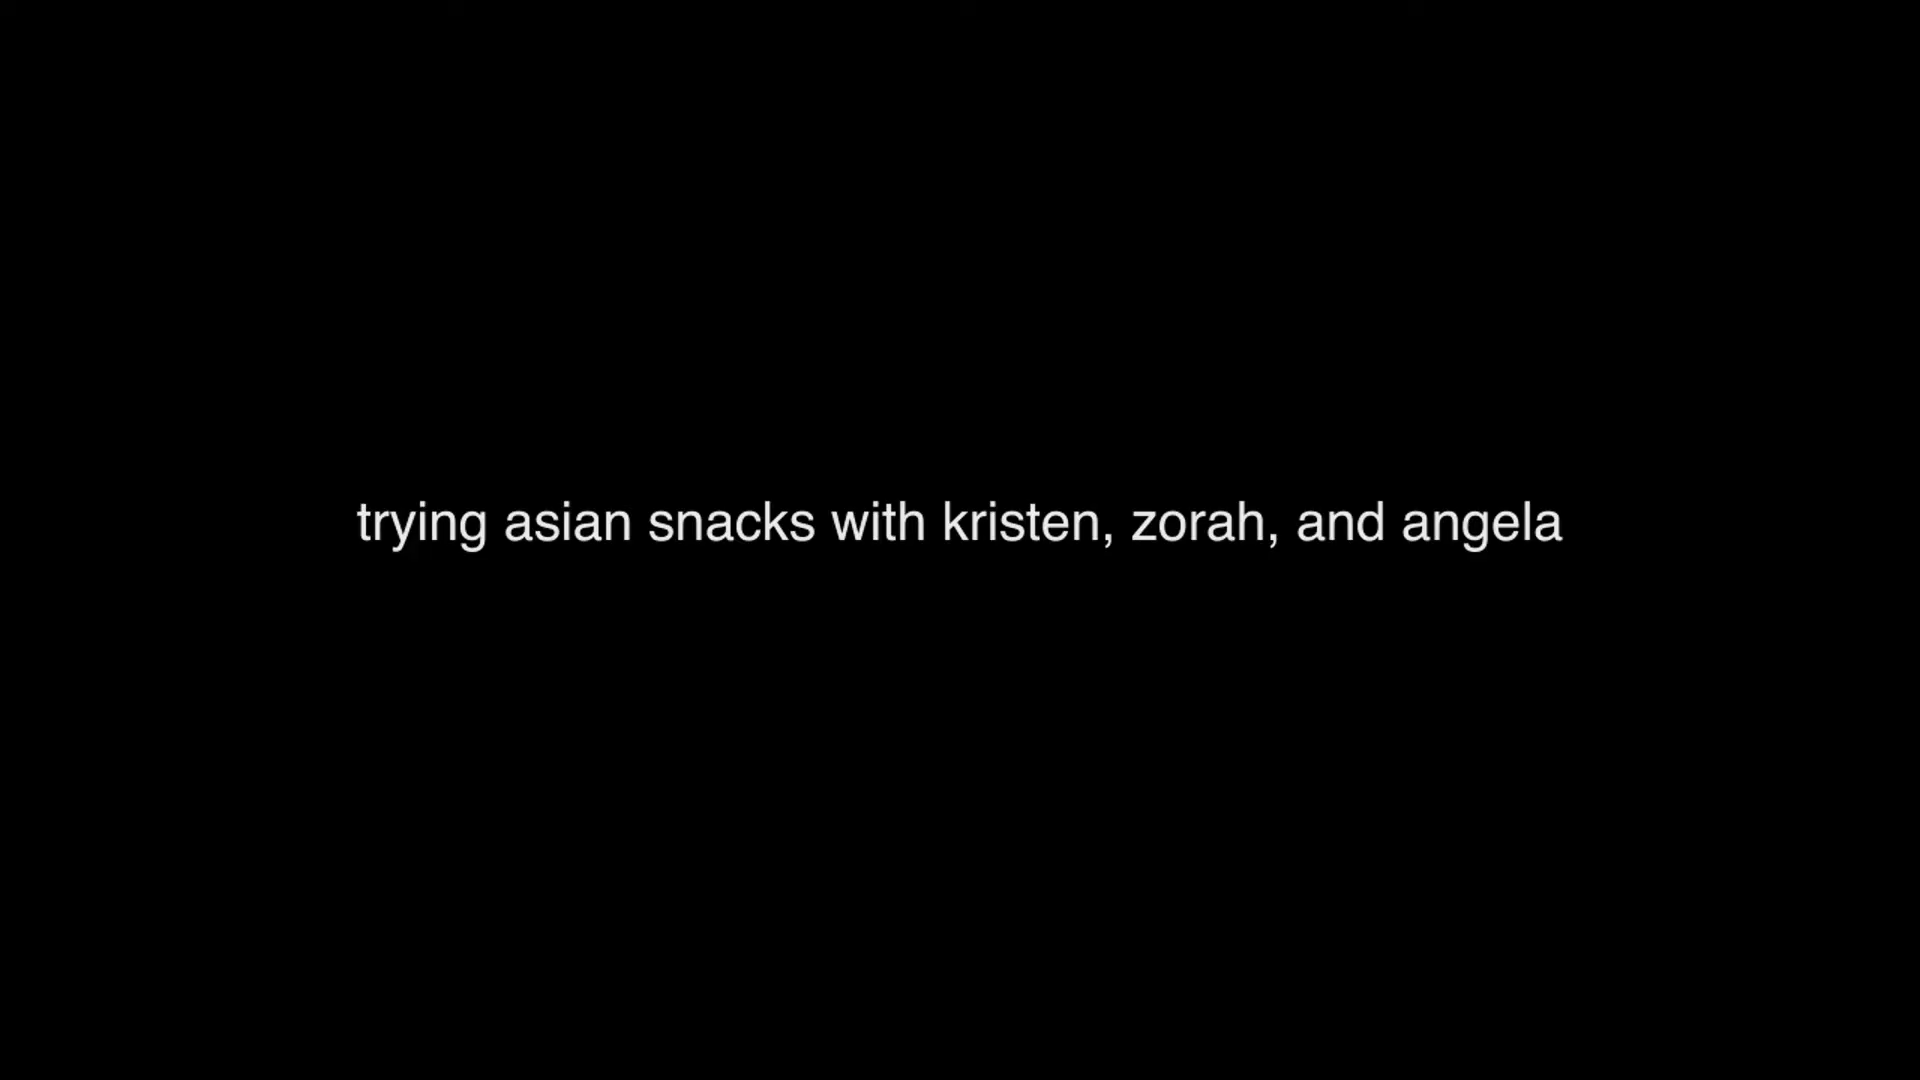 trying asian snacks with kristen, zorah, and angela